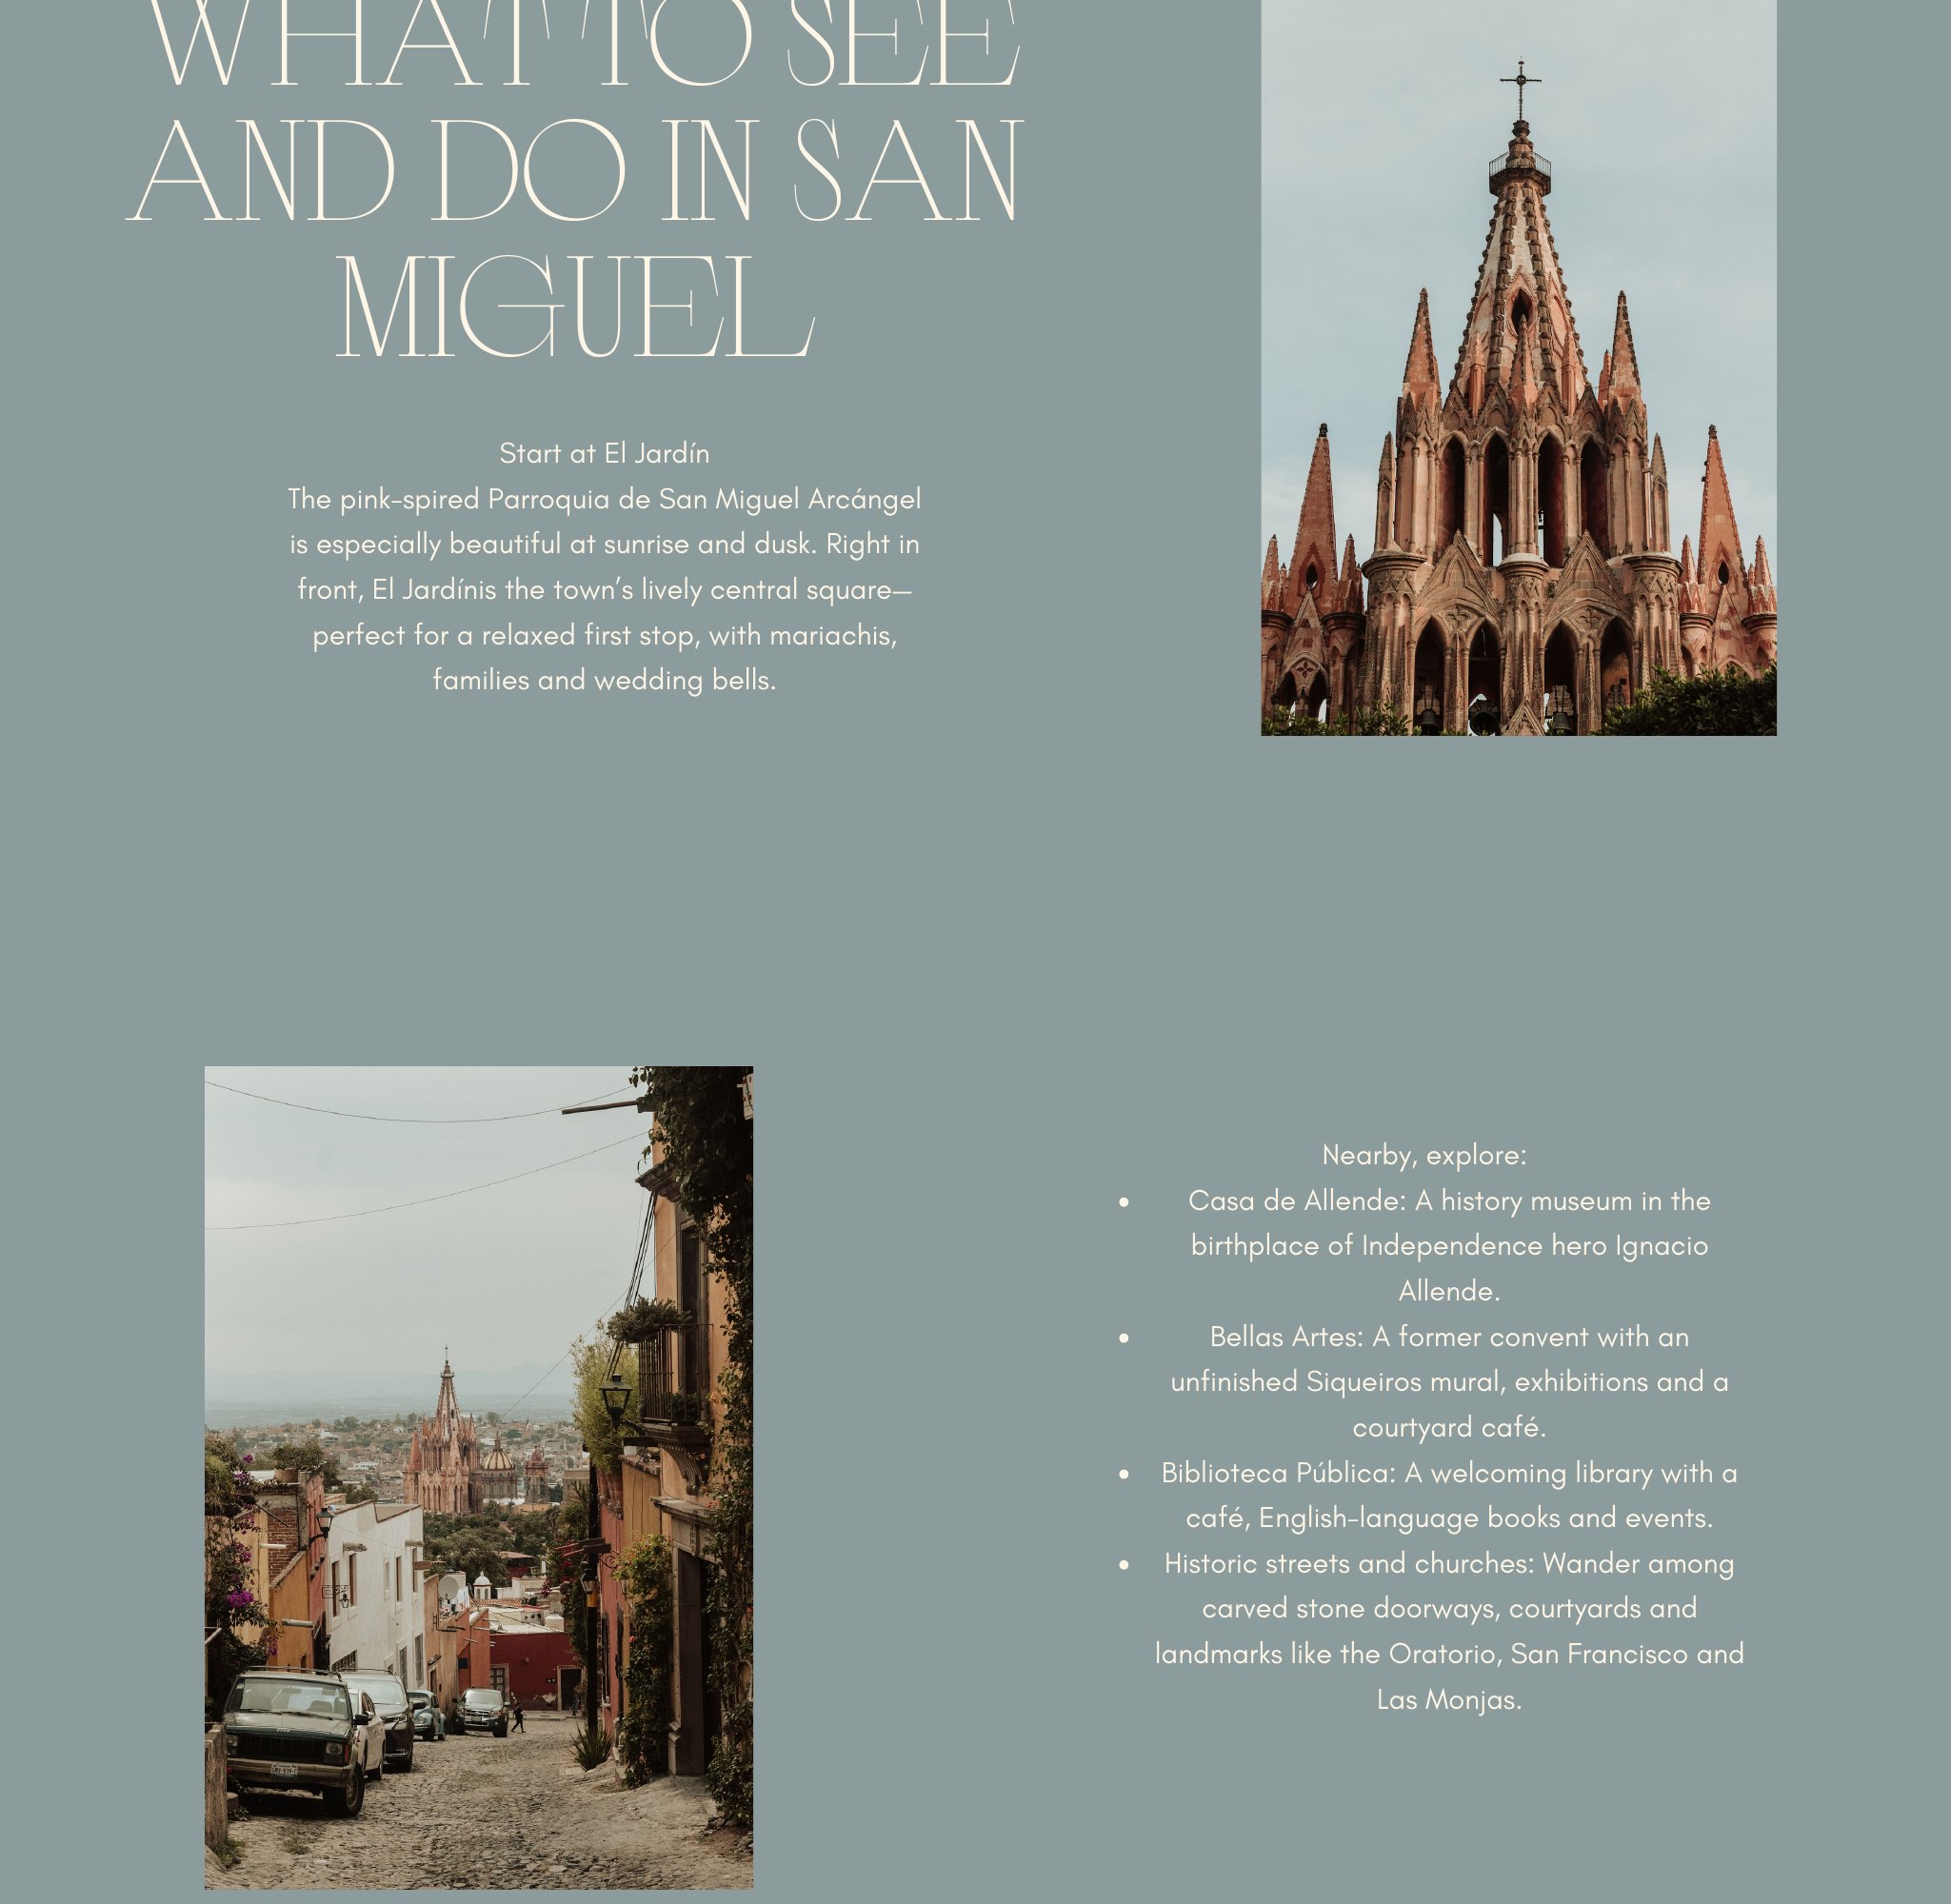 WHAT TO SEE
AND DO IN SAN
MIGUEL
Start at El Jardín
The pink-spired Parroquia de San Miguel Arcángel
is especially beautiful at sunrise and dusk. Right in
front, El Jardínis the town’s lively central square—
perfect for a relaxed first stop, with mariachis,
families and wedding bells.
Nearby, explore:
• Casa de Allende: A history museum in the
birthplace of Independence hero Ignacio
Allende.
• Bellas Artes: A former convent with an
unfinished Siqueiros mural, exhibitions and a
courtyard café.
• Biblioteca Pública: A welcoming library with a
café, English-language books and events.
• Historic streets and churches: Wander among
carved stone doorways, courtyards and
landmarks like the Oratorio, San Francisco and
Las Monjas.